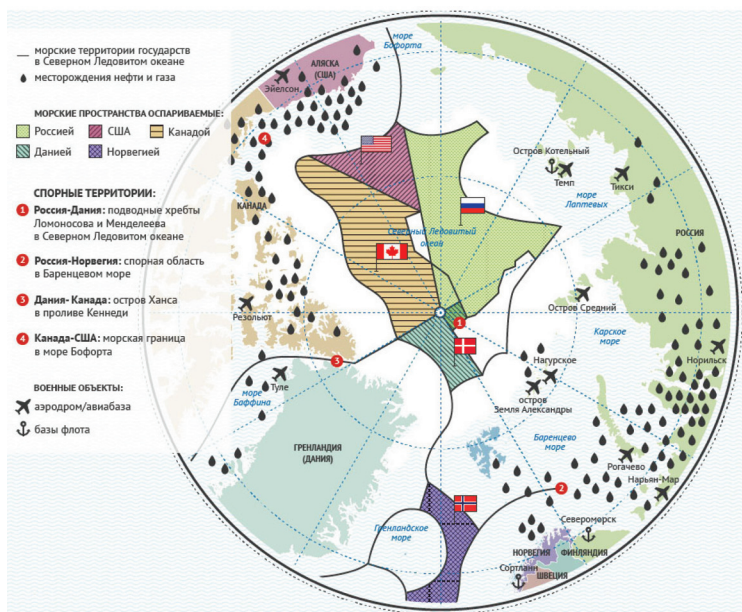 морские территории государств
в Северном Ледовитом океане
месторождения нефти и газа
МОРСКИЕ ПРОСТРАНСТВА ОСПАРИВАЕМЫЕ:
Россией
США
Канадой
Данией
Норвегией
СПОРНЫЕ ТЕРРИТОРИИ:
1 Россия-Дания: подводные хребты
Ломоносова и Менделеева
в Северном Ледовитом океане
2 Россия-Норвегия: спорная область
в Баренцевом море
3 Дания- Канада: остров Ханса
в проливе Кеннеди
4 Канада-США: морская граница
в море Бофорта
ВОЕННЫЕ ОБЪЕКТЫ:
аэродром/авиабаза
базы флота
море
Бафорта
АЛЯСКА
(США)
Эйелсон.
4
КАНАДА
Остров Котельный
Темп
Тикси
море
Лаптевых
РОССИЯ
Северный Ледовитый
океан
Резольют
Остров Средний
1
Карское
море
Норильск
3
Туле
море
Баффина
Нагурское
остров
Земля Александры
ГРЕНЛАНДИЯ
(ДАНИЯ)
Баренцево
море
Рогачево
Нарьян-Мар
2
Гренландское
море
Североморск
НОРВЕГИЯ
ФИНЛЯНДИЯ
Сортланн
ШВЕЦИЯ